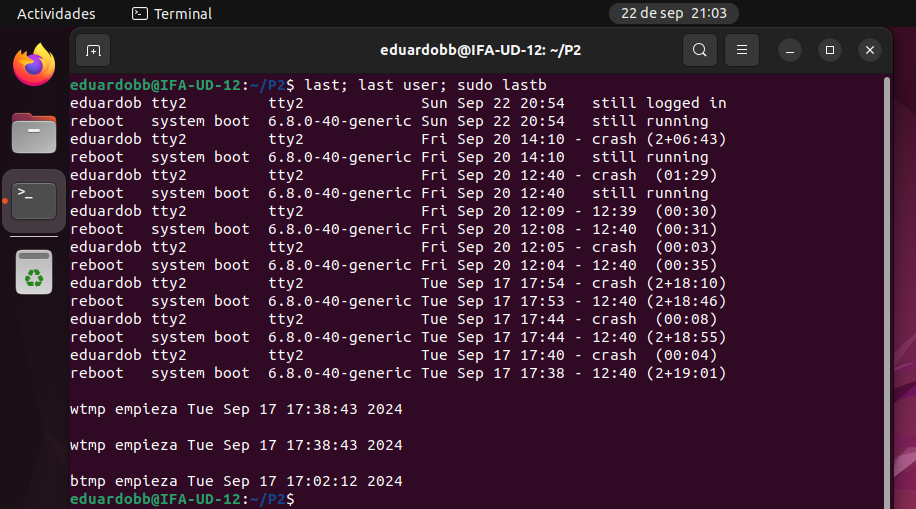 Actividades Terminal 22 de sep 21:03
eduardobb@IFA-UD-12: ~/P2
eduardobb@IFA-UD-12:~/P2$ last; last user; sudo lastb
eduardob tty2         tty2             Sun Sep 22 20:54   still logged in
reboot   system boot  6.8.0-40-generic Sun Sep 22 20:54   still running
eduardob tty2         tty2             Fri Sep 20 14:10 - crash (2+06:43)
reboot   system boot  6.8.0-40-generic Fri Sep 20 14:10   still running
eduardob tty2         tty2             Fri Sep 20 12:40 - crash  (01:29)
reboot   system boot  6.8.0-40-generic Fri Sep 20 12:40   still running
eduardob tty2         tty2             Fri Sep 20 12:09 - 12:39  (00:30)
reboot   system boot  6.8.0-40-generic Fri Sep 20 12:08 - 12:40  (00:31)
eduardob tty2         tty2             Fri Sep 20 12:05 - crash  (00:03)
reboot   system boot  6.8.0-40-generic Fri Sep 20 12:04 - 12:40  (00:35)
eduardob tty2         tty2             Tue Sep 17 17:54 - crash (2+18:10)
reboot   system boot  6.8.0-40-generic Tue Sep 17 17:53 - 12:40 (2+18:46)
eduardob tty2         tty2             Tue Sep 17 17:44 - crash  (00:08)
reboot   system boot  6.8.0-40-generic Tue Sep 17 17:44 - 12:40 (2+18:55)
eduardob tty2         tty2             Tue Sep 17 17:40 - crash  (00:04)
reboot   system boot  6.8.0-40-generic Tue Sep 17 17:38 - 12:40 (2+19:01)
wtmp empieza Tue Sep 17 17:38:43 2024
wtmp empieza Tue Sep 17 17:38:43 2024
btmp empieza Tue Sep 17 17:02:12 2024
eduardobb@IFA-UD-12:~/P2$